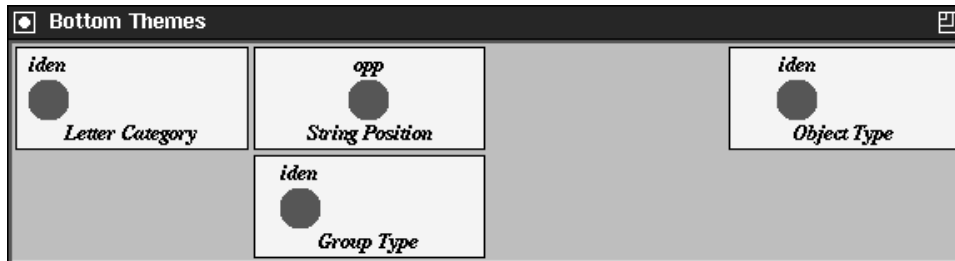 Bottom Themes
iden
Letter Category
opp
String Position
iden
Object Type
iden
Group Type